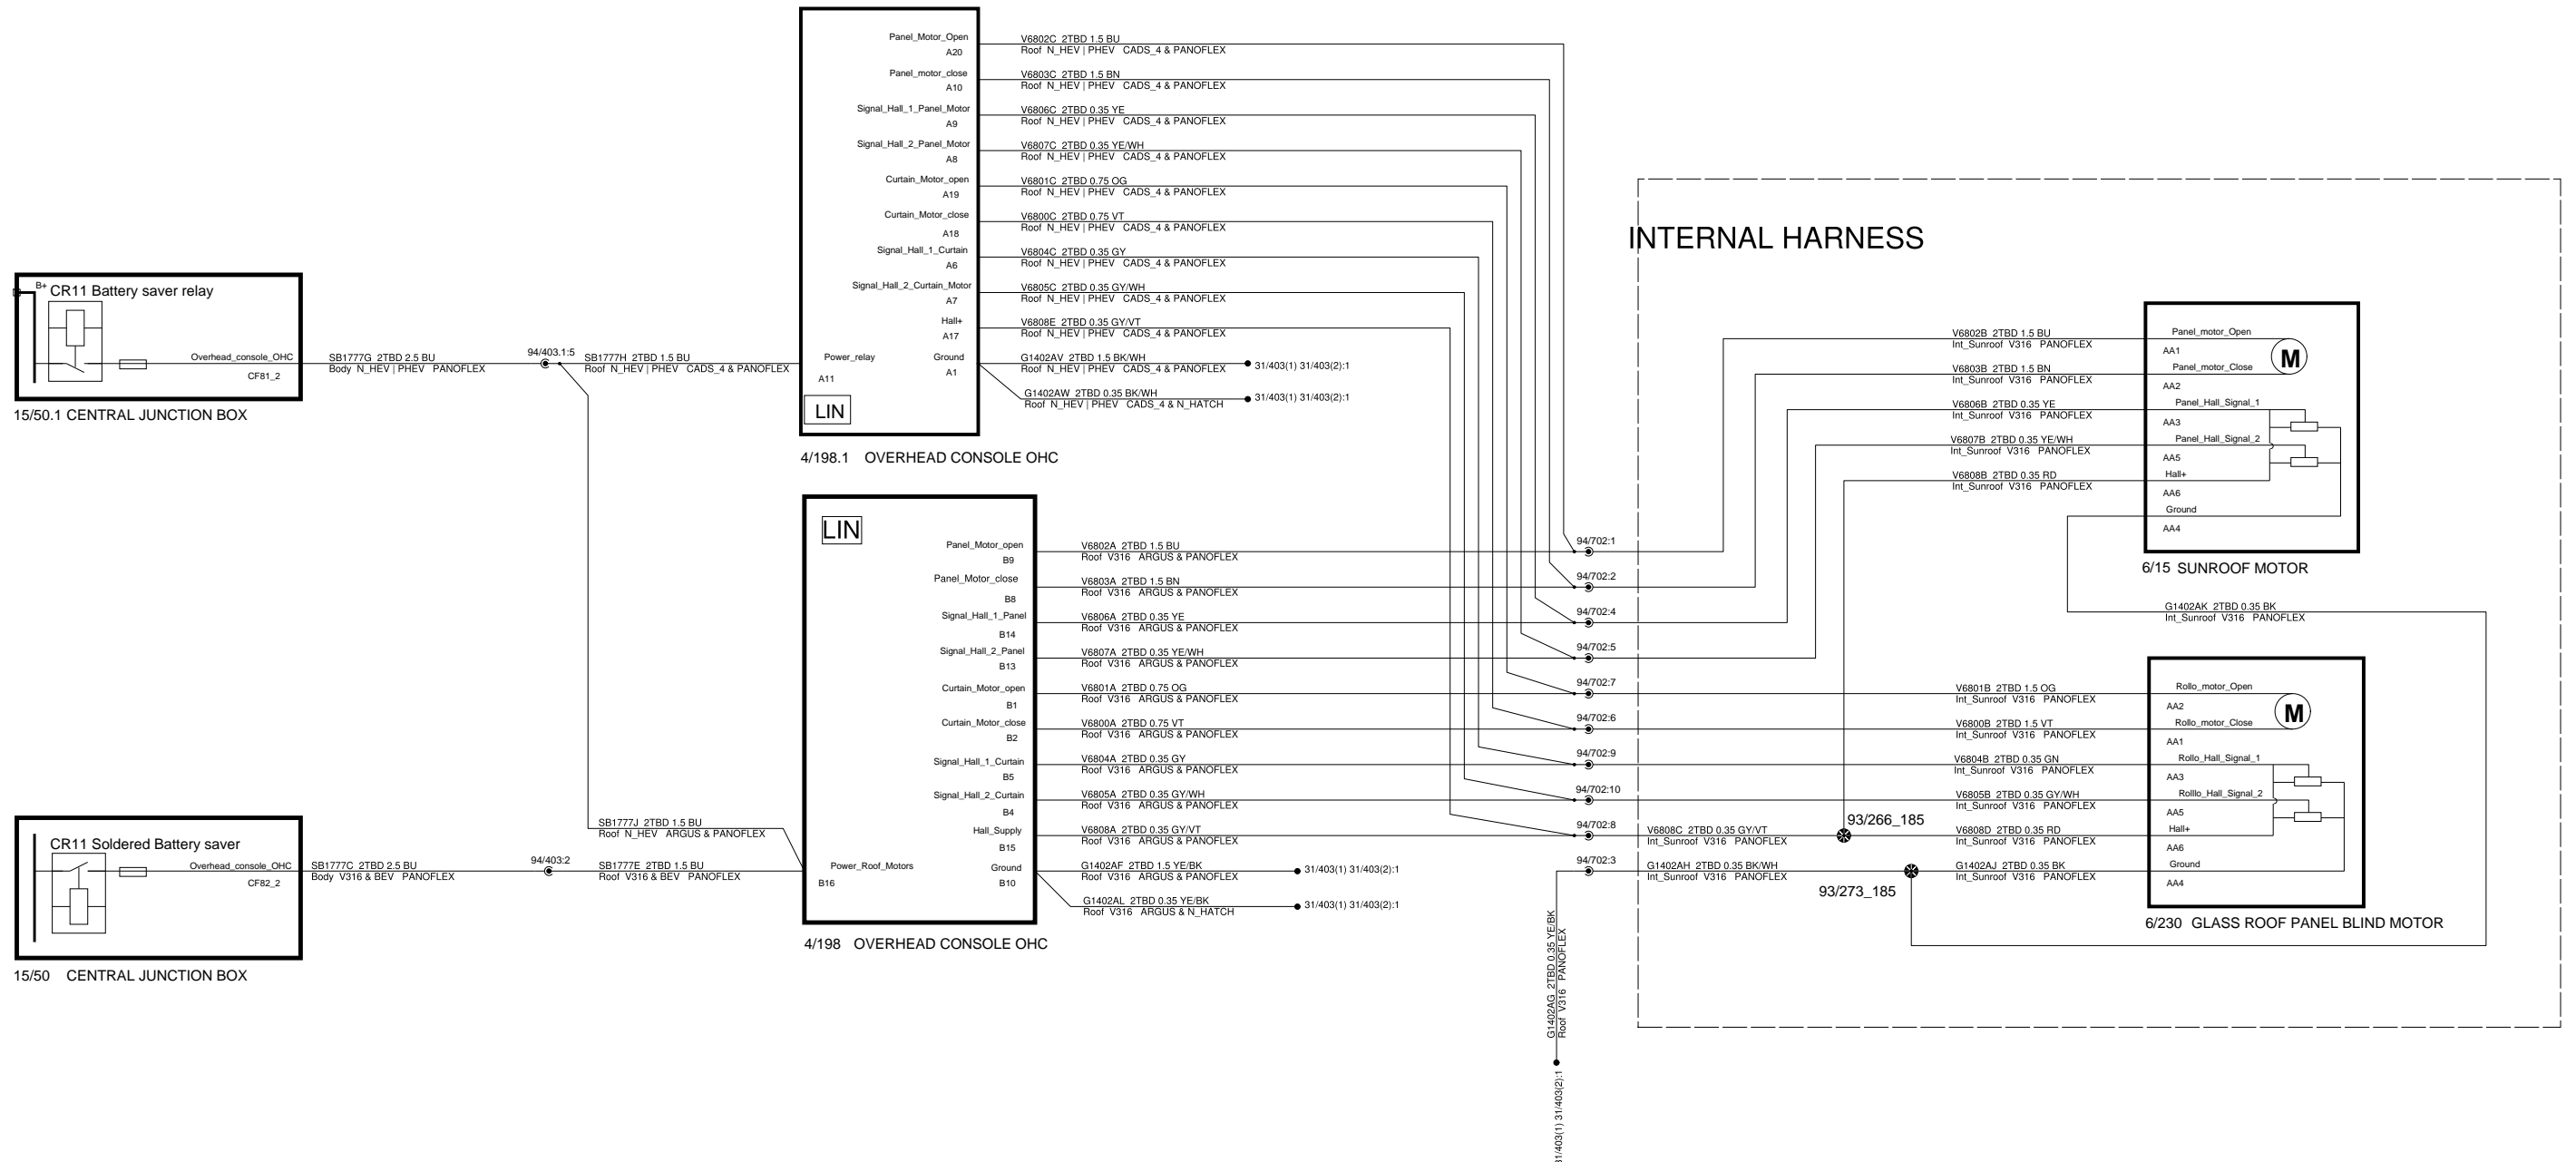 B+
CR11 Battery saver relay
Overhead_console_OHC
CF81_2
15/50.1 CENTRAL JUNCTION BOX
SB1777G 2TBD 2.5 BU
Body N_HEV | PHEV PANOFLEX
94/403.1:5
SB1777H 2TBD 1.5 BU
Roof N_HEV | PHEV CADS_4 & PANOFLEX
Panel_Motor_Open
A20
Panel_motor_close
A10
Signal_Hall_1_Panel_Motor
A9
Signal_Hall_2_Panel_Motor
A8
Curtain_Motor_open
A19
Curtain_Motor_close
A18
Signal_Hall_1_Curtain
A6
Signal_Hall_2_Curtain_Motor
A7
Hall+
A17
Power_relay
A11
Ground
A1
LIN
4/198.1 OVERHEAD CONSOLE OHC
V6802C 2TBD 1.5 BU
Roof N_HEV | PHEV CADS_4 & PANOFLEX
V6803C 2TBD 1.5 BN
Roof N_HEV | PHEV CADS_4 & PANOFLEX
V6806C 2TBD 0.35 YE
Roof N_HEV | PHEV CADS_4 & PANOFLEX
V6807C 2TBD 0.35 YE/WH
Roof N_HEV | PHEV CADS_4 & PANOFLEX
V6801C 2TBD 0.75 OG
Roof N_HEV | PHEV CADS_4 & PANOFLEX
V6800C 2TBD 0.75 VT
Roof N_HEV | PHEV CADS_4 & PANOFLEX
V6804C 2TBD 0.35 GY
Roof N_HEV | PHEV CADS_4 & PANOFLEX
V6805C 2TBD 0.35 GY/WH
Roof N_HEV | PHEV CADS_4 & PANOFLEX
V6808E 2TBD 0.35 GY/VT
Roof N_HEV | PHEV CADS_4 & PANOFLEX
G1402AV 2TBD 1.5 BK/WH
Roof N_HEV | PHEV CADS_4 & PANOFLEX
31/403(1) 31/403(2):1
G1402AW 2TBD 0.35 BK/WH
Roof N_HEV | PHEV CADS_4 & N_HATCH
31/403(1) 31/403(2):1
CR11 Soldered Battery saver
Overhead_console_OHC
CF82_2
15/50 CENTRAL JUNCTION BOX
SB1777C 2TBD 2.5 BU
Body V316 & BEV PANOFLEX
94/403:2
SB1777J 2TBD 1.5 BU
Roof N_HEV ARGUS & PANOFLEX
SB1777E 2TBD 1.5 BU
Roof V316 & BEV PANOFLEX
LIN
Panel_Motor_open
B9
Panel_Motor_close
B8
Signal_Hall_1_Panel
B14
Signal_Hall_2_Panel
B13
Curtain_Motor_open
B1
Curtain_Motor_close
B2
Signal_Hall_1_Curtain
B5
Signal_Hall_2_Curtain
B4
Hall_Supply
B15
Power_Roof_Motors
B16
Ground
B10
4/198 OVERHEAD CONSOLE OHC
V6802A 2TBD 1.5 BU
Roof V316 ARGUS & PANOFLEX
V6803A 2TBD 1.5 BN
Roof V316 ARGUS & PANOFLEX
V6806A 2TBD 0.35 YE
Roof V316 ARGUS & PANOFLEX
V6807A 2TBD 0.35 YE/WH
Roof V316 ARGUS & PANOFLEX
V6801A 2TBD 0.75 OG
Roof V316 ARGUS & PANOFLEX
V6800A 2TBD 0.75 VT
Roof V316 ARGUS & PANOFLEX
V6804A 2TBD 0.35 GY
Roof V316 ARGUS & PANOFLEX
V6805A 2TBD 0.35 GY/WH
Roof V316 ARGUS & PANOFLEX
V6808A 2TBD 0.35 GY/VT
Roof V316 ARGUS & PANOFLEX
G1402AF 2TBD 1.5 YE/BK
Roof V316 ARGUS & PANOFLEX
31/403(1) 31/403(2):1
G1402AL 2TBD 0.35 YE/BK
Roof V316 ARGUS & N_HATCH
31/403(1) 31/403(2):1
94/702:1
94/702:2
94/702:4
94/702:5
94/702:7
94/702:6
94/702:9
94/702:10
94/702:8
94/702:3
G1402AG 2TBD 0.35 YE/BK
Roof V316 PANOFLEX
31/403(1) 31/403(2):1
INTERNAL HARNESS
V6802B 2TBD 1.5 BU
Int_Sunroof V316 PANOFLEX
V6803B 2TBD 1.5 BN
Int_Sunroof V316 PANOFLEX
V6806B 2TBD 0.35 YE
Int_Sunroof V316 PANOFLEX
V6807B 2TBD 0.35 YE/WH
Int_Sunroof V316 PANOFLEX
V6808B 2TBD 0.35 RD
Int_Sunroof V316 PANOFLEX
Panel_motor_Open
AA1
M
Panel_motor_Close
AA2
Panel_Hall_Signal_1
AA3
Panel_Hall_Signal_2
AA5
Hall+
AA6
Ground
AA4
6/15 SUNROOF MOTOR
G1402AK 2TBD 0.35 BK
Int_Sunroof V316 PANOFLEX
V6801B 2TBD 1.5 OG
Int_Sunroof V316 PANOFLEX
V6800B 2TBD 1.5 VT
Int_Sunroof V316 PANOFLEX
V6804B 2TBD 0.35 GN
Int_Sunroof V316 PANOFLEX
V6805B 2TBD 0.35 GY/WH
Int_Sunroof V316 PANOFLEX
V6808C 2TBD 0.35 GY/VT
Int_Sunroof V316 PANOFLEX
93/266_185
V6808D 2TBD 0.35 RD
Int_Sunroof V316 PANOFLEX
G1402AH 2TBD 0.35 BK/WH
Int_Sunroof V316 PANOFLEX
93/273_185
G1402AJ 2TBD 0.35 BK
Int_Sunroof V316 PANOFLEX
Rollo_motor_Open
AA2
M
Rollo_motor_Close
AA1
Rollo_Hall_Signal_1
AA3
Rolllo_Hall_Signal_2
AA5
Hall+
AA6
Ground
AA4
6/230 GLASS ROOF PANEL BLIND MOTOR